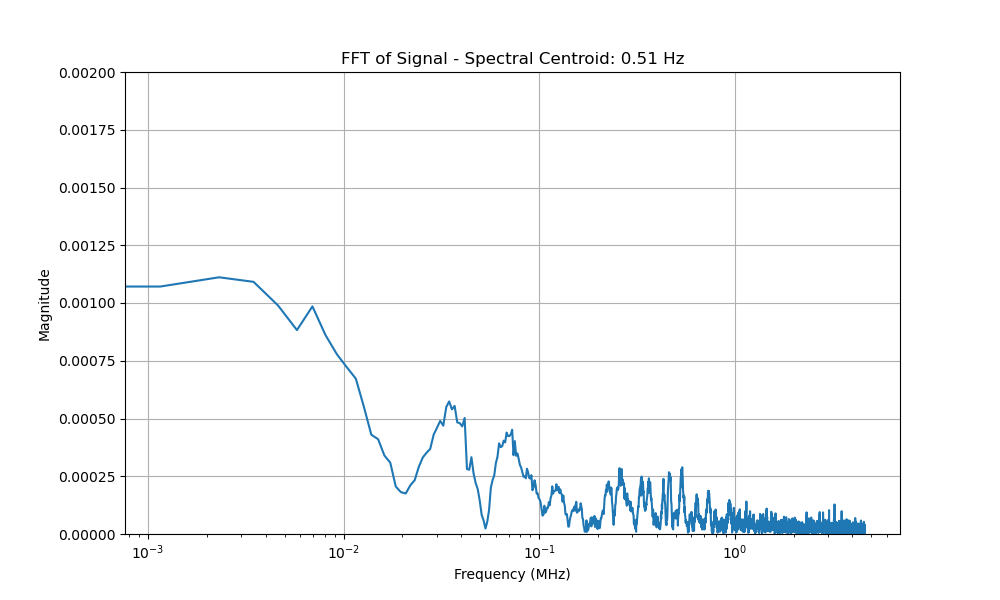 FFT of Signal - Spectral Centroid: 0.51 Hz
0.00200
0.00175
0.00150
0.00125
0.00100
0.00075
0.00050
0.00025
0.00000
Magnitude
10⁻³ 10⁻² 10⁻¹ 10⁰
Frequency (MHz)